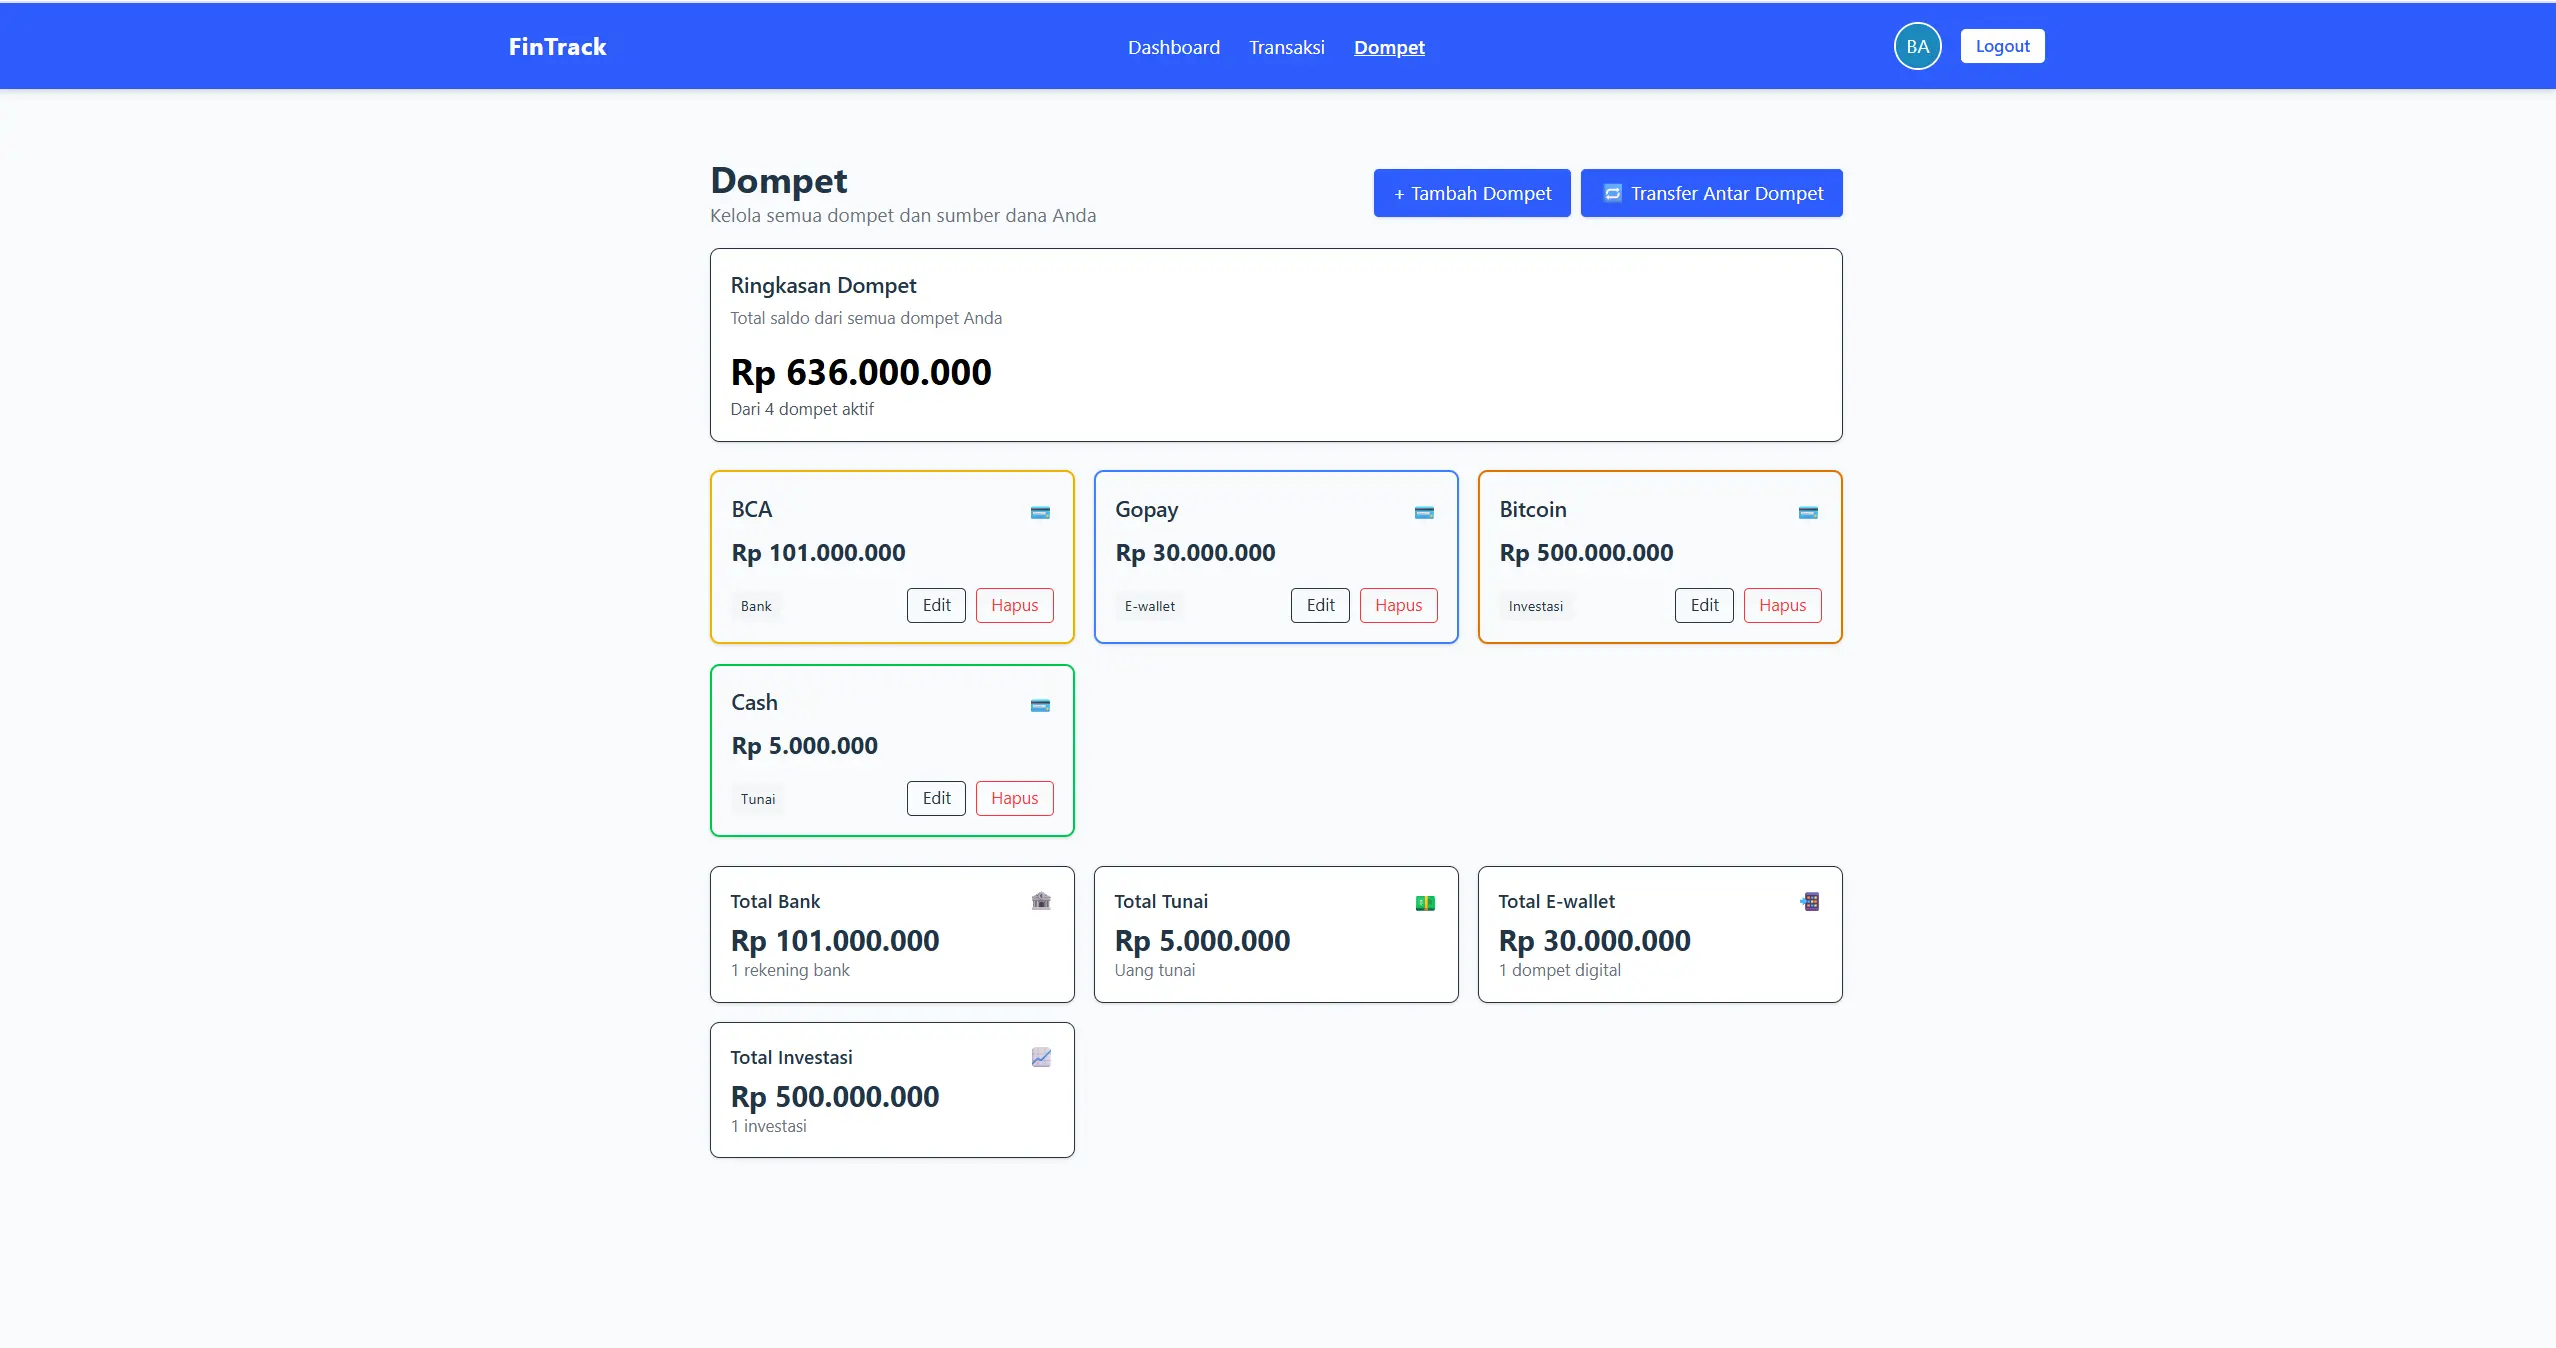 FinTrack
Dashboard Transaksi Dompet
BA Logout
Dompet
Kelola semua dompet dan sumber dana Anda
+ Tambah Dompet
Transfer Antar Dompet
Ringkasan Dompet
Total saldo dari semua dompet Anda
Rp 636.000.000
Dari 4 dompet aktif
BCA
Rp 101.000.000
Bank Edit Hapus
Gopay
Rp 30.000.000
E-wallet Edit Hapus
Bitcoin
Rp 500.000.000
Investasi Edit Hapus
Cash
Rp 5.000.000
Tunai Edit Hapus
Total Bank
Rp 101.000.000
1 rekening bank
Total Tunai
Rp 5.000.000
Uang tunai
Total E-wallet
Rp 30.000.000
1 dompet digital
Total Investasi
Rp 500.000.000
1 investasi